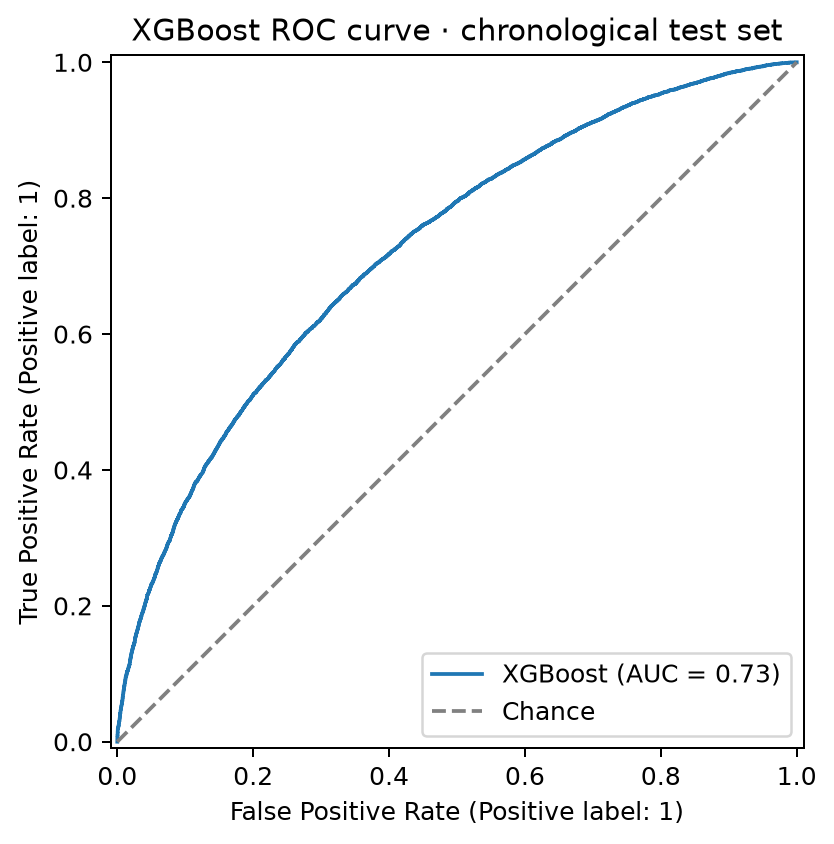 XGBoost ROC curve · chronological test set
True Positive Rate (Positive label: 1)
1.0
0.8
0.6
0.4
0.2
0.0
XGBoost (AUC = 0.73)
Chance
0.0 0.2 0.4 0.6 0.8 1.0
False Positive Rate (Positive label: 1)